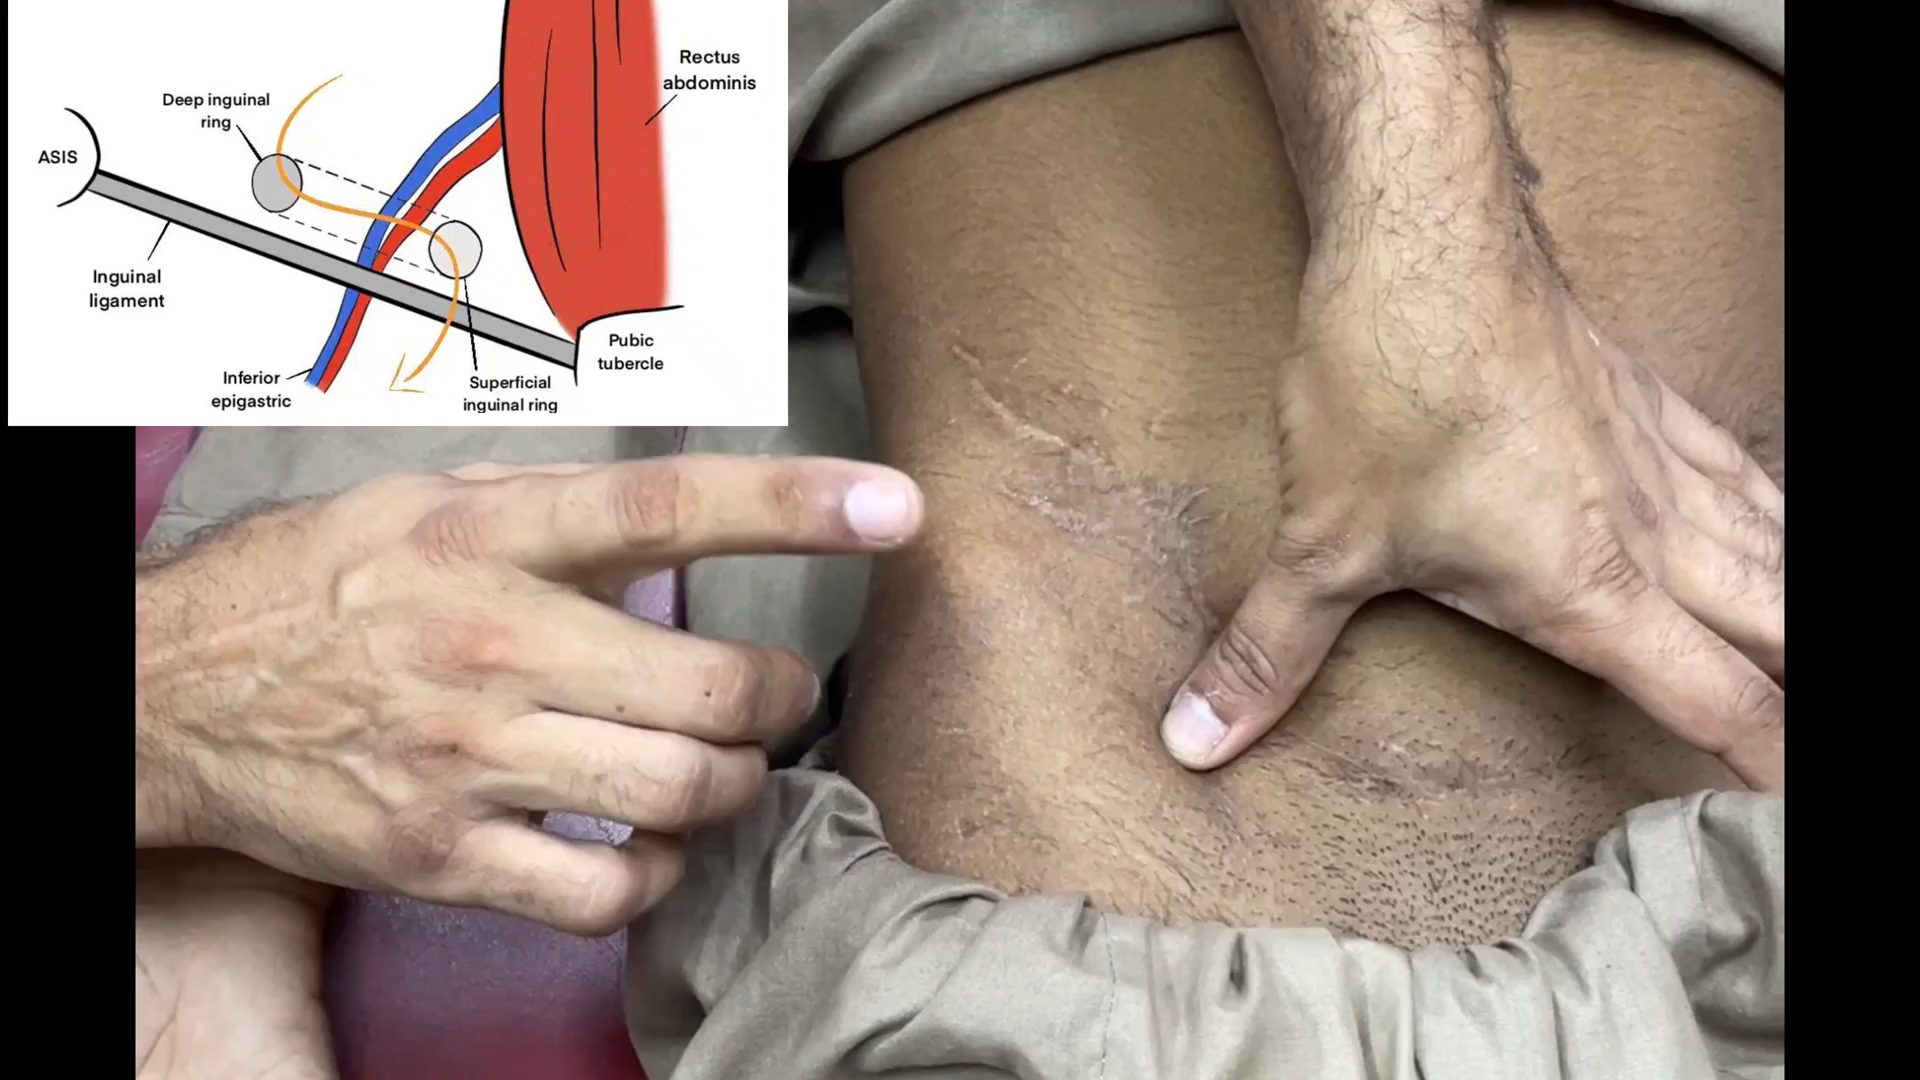 Rectus
abdominis
Deep inguinal
ring
ASIS
Inguinal
ligament
Pubic
tubercle
Inferior
epigastric
Superficial
inguinal ring